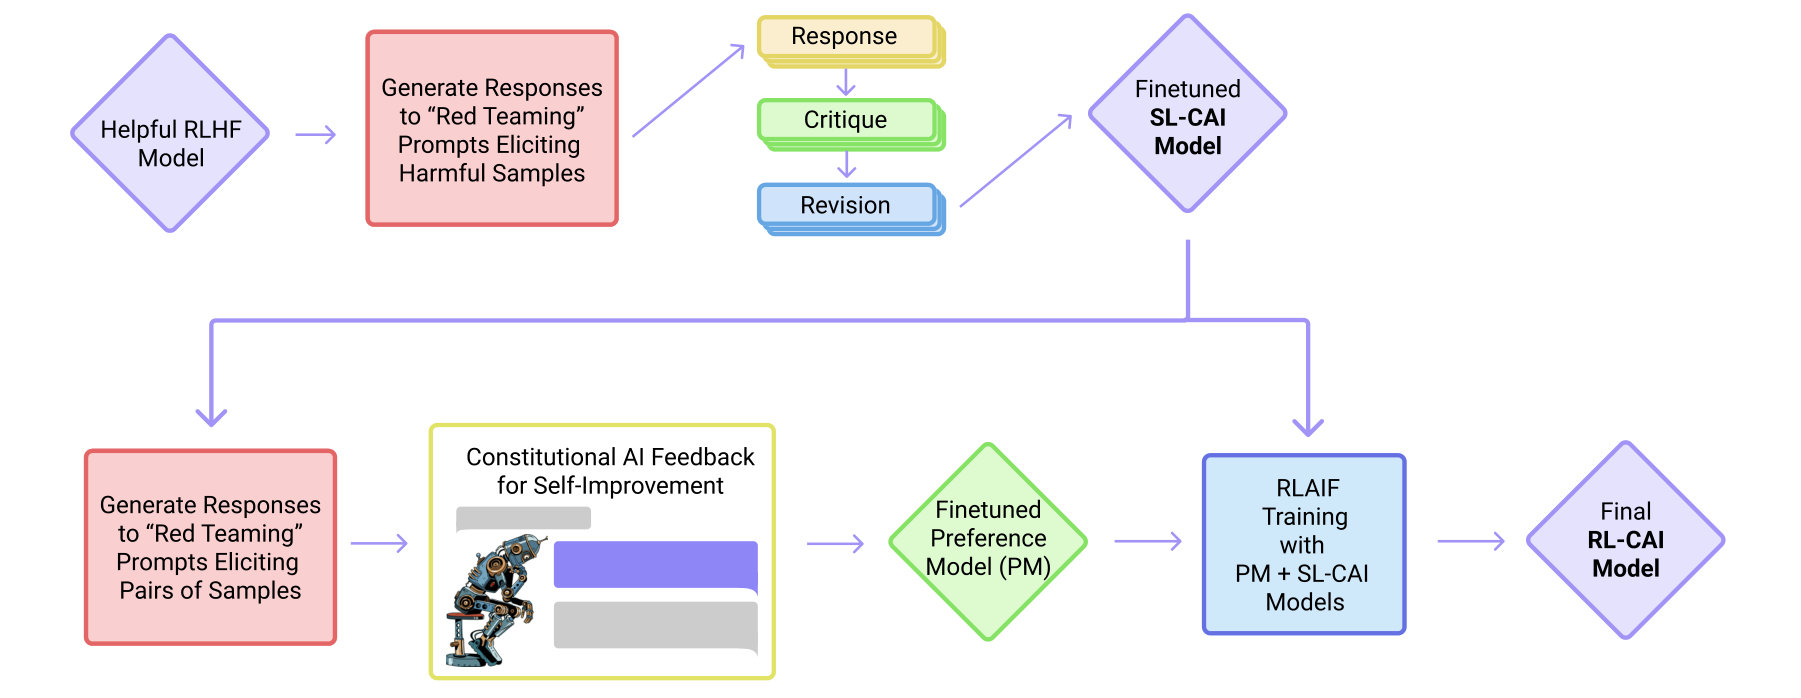 Helpful RLHF
Model
Generate Responses
to “Red Teaming”
Prompts Eliciting
Harmful Samples
Response
Critique
Revision
Finetuned
SL-CAI
Model
Generate Responses
to “Red Teaming”
Prompts Eliciting
Pairs of Samples
Constitutional AI Feedback
for Self-Improvement
Finetuned
Preference
Model (PM)
RLAIF
Training
with
PM + SL-CAI
Models
Final
RL-CAI
Model